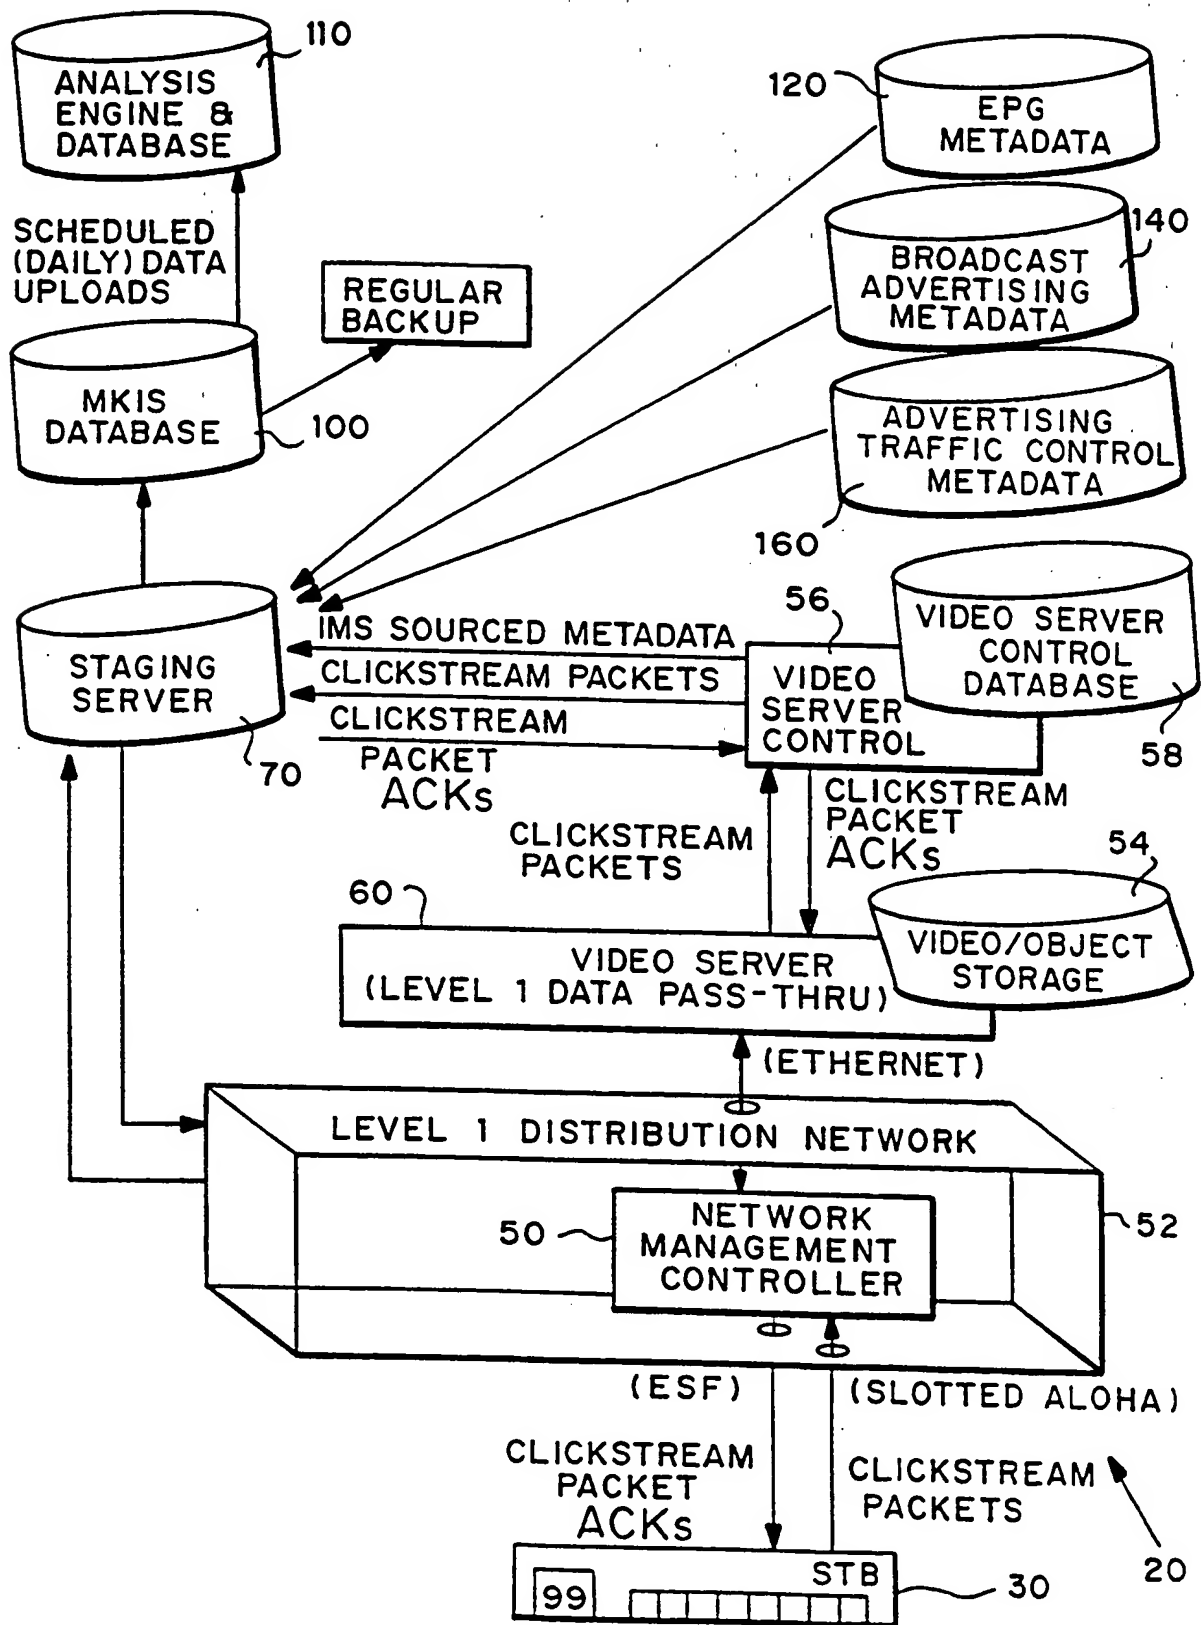 110
ANALYSIS
ENGINE &
DATABASE
120
EPG
METADATA
SCHEDULED
(DAILY) DATA
UPLOADS
REGULAR
BACKUP
140
BROADCAST
ADVERTISING
METADATA
MKIS
DATABASE
100
ADVERTISING
TRAFFIC CONTROL
METADATA
160
STAGING
SERVER
70
IMS SOURCED METADATA
CLICKSTREAM PACKETS
CLICKSTREAM
PACKET
ACKs
56
VIDEO
SERVER
CONTROL
VIDEO SERVER
CONTROL
DATABASE
58
CLICKSTREAM
PACKETS
CLICKSTREAM
PACKET
ACKs
54
VIDEO/OBJECT
STORAGE
60
VIDEO SERVER
(LEVEL 1 DATA PASS-THRU)
(ETHERNET)
LEVEL 1 DISTRIBUTION NETWORK
50
NETWORK
MANAGEMENT
CONTROLLER
52
(ESF)
(SLOTTED ALOHA)
CLICKSTREAM
PACKET
ACKs
CLICKSTREAM
PACKETS
20
STB
99
30